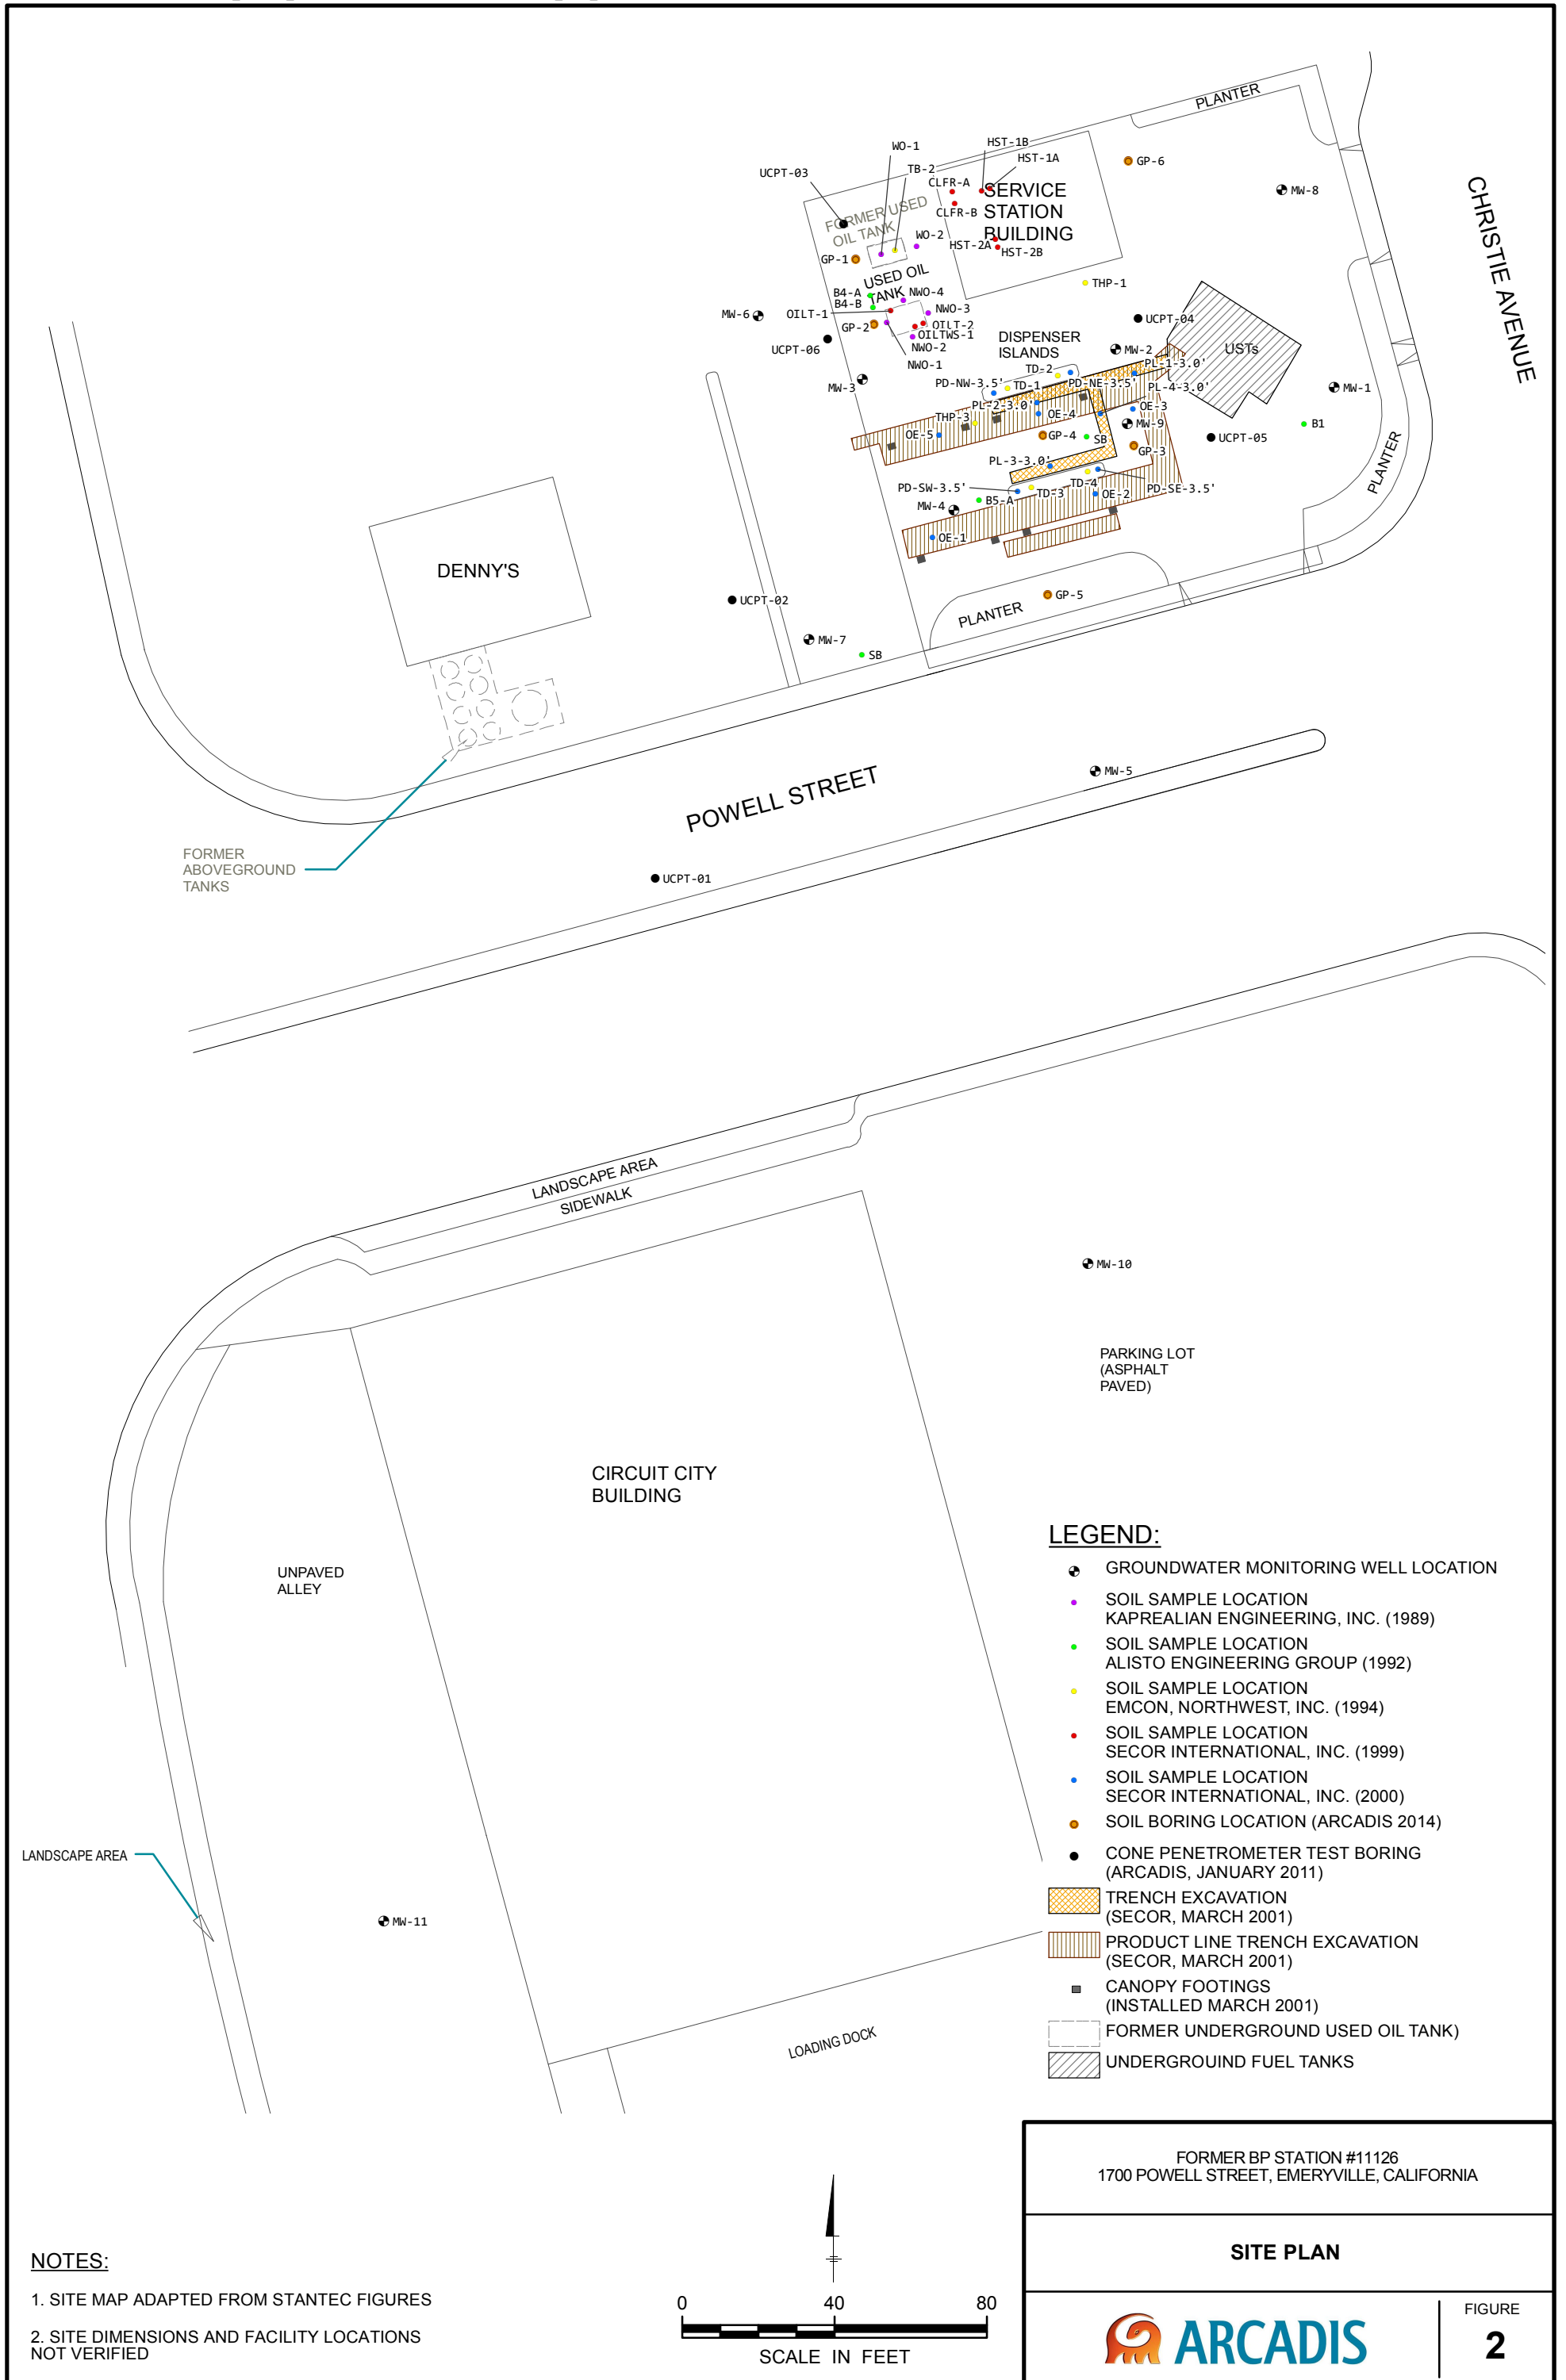 PLANTER
WO-1
HST-1B
HST-1A
TB-2
UCPT-03
CLFR-A
GP-6
SERVICE
STATION
BUILDING
MW-8
CHRISTIE AVENUE
FORMER USED
OIL TANK
CLFR-B
WO-2
HST-2A
HST-2B
GP-1
USED OIL
TANK
THP-1
B4-A
B4-B
NWO-4
NWO-3
MW-6
OILT-1
GP-2
OILT-2
OILTWS-1
UCPT-04
UCPT-06
NWO-2
NWO-1
DISPENSER
ISLANDS
MW-2
USTs
TD-2
PL-1-3.0'
MW-3
PD-NW-3.5'
TD-1
PD-NE-3.5'
PL-4-3.0'
MW-1
PL-2-3.0'
THP-3
OE-4
OE-3
MW-9
B1
OE-5
GP-4
SB
UCPT-05
GP-3
PL-3-3.0'
PLANTER
TD-4
PD-SW-3.5'
TD-3
OE-2
PD-SE-3.5'
B5-A
MW-4
OE-1
DENNY'S
UCPT-02
GP-5
PLANTER
MW-7
SB
MW-5
POWELL STREET
FORMER
ABOVEGROUND
TANKS
UCPT-01
LANDSCAPE AREA
SIDEWALK
MW-10
PARKING LOT
(ASPHALT
PAVED)
CIRCUIT CITY
BUILDING
UNPAVED
ALLEY
LANDSCAPE AREA
MW-11
LOADING DOCK
LEGEND:
GROUNDWATER MONITORING WELL LOCATION
SOIL SAMPLE LOCATION
KAPREALIAN ENGINEERING, INC. (1989)
SOIL SAMPLE LOCATION
ALISTO ENGINEERING GROUP (1992)
SOIL SAMPLE LOCATION
EMCON, NORTHWEST, INC. (1994)
SOIL SAMPLE LOCATION
SECOR INTERNATIONAL, INC. (1999)
SOIL SAMPLE LOCATION
SECOR INTERNATIONAL, INC. (2000)
SOIL BORING LOCATION (ARCADIS 2014)
CONE PENETROMETER TEST BORING
(ARCADIS, JANUARY 2011)
TRENCH EXCAVATION
(SECOR, MARCH 2001)
PRODUCT LINE TRENCH EXCAVATION
(SECOR, MARCH 2001)
CANOPY FOOTINGS
(INSTALLED MARCH 2001)
FORMER UNDERGROUND USED OIL TANK)
UNDERGROUIND FUEL TANKS
FORMER BP STATION #11126
1700 POWELL STREET, EMERYVILLE, CALIFORNIA
SITE PLAN
ARCADIS
FIGURE
2
NOTES:
1. SITE MAP ADAPTED FROM STANTEC FIGURES
2. SITE DIMENSIONS AND FACILITY LOCATIONS
NOT VERIFIED
0 40 80
SCALE IN FEET